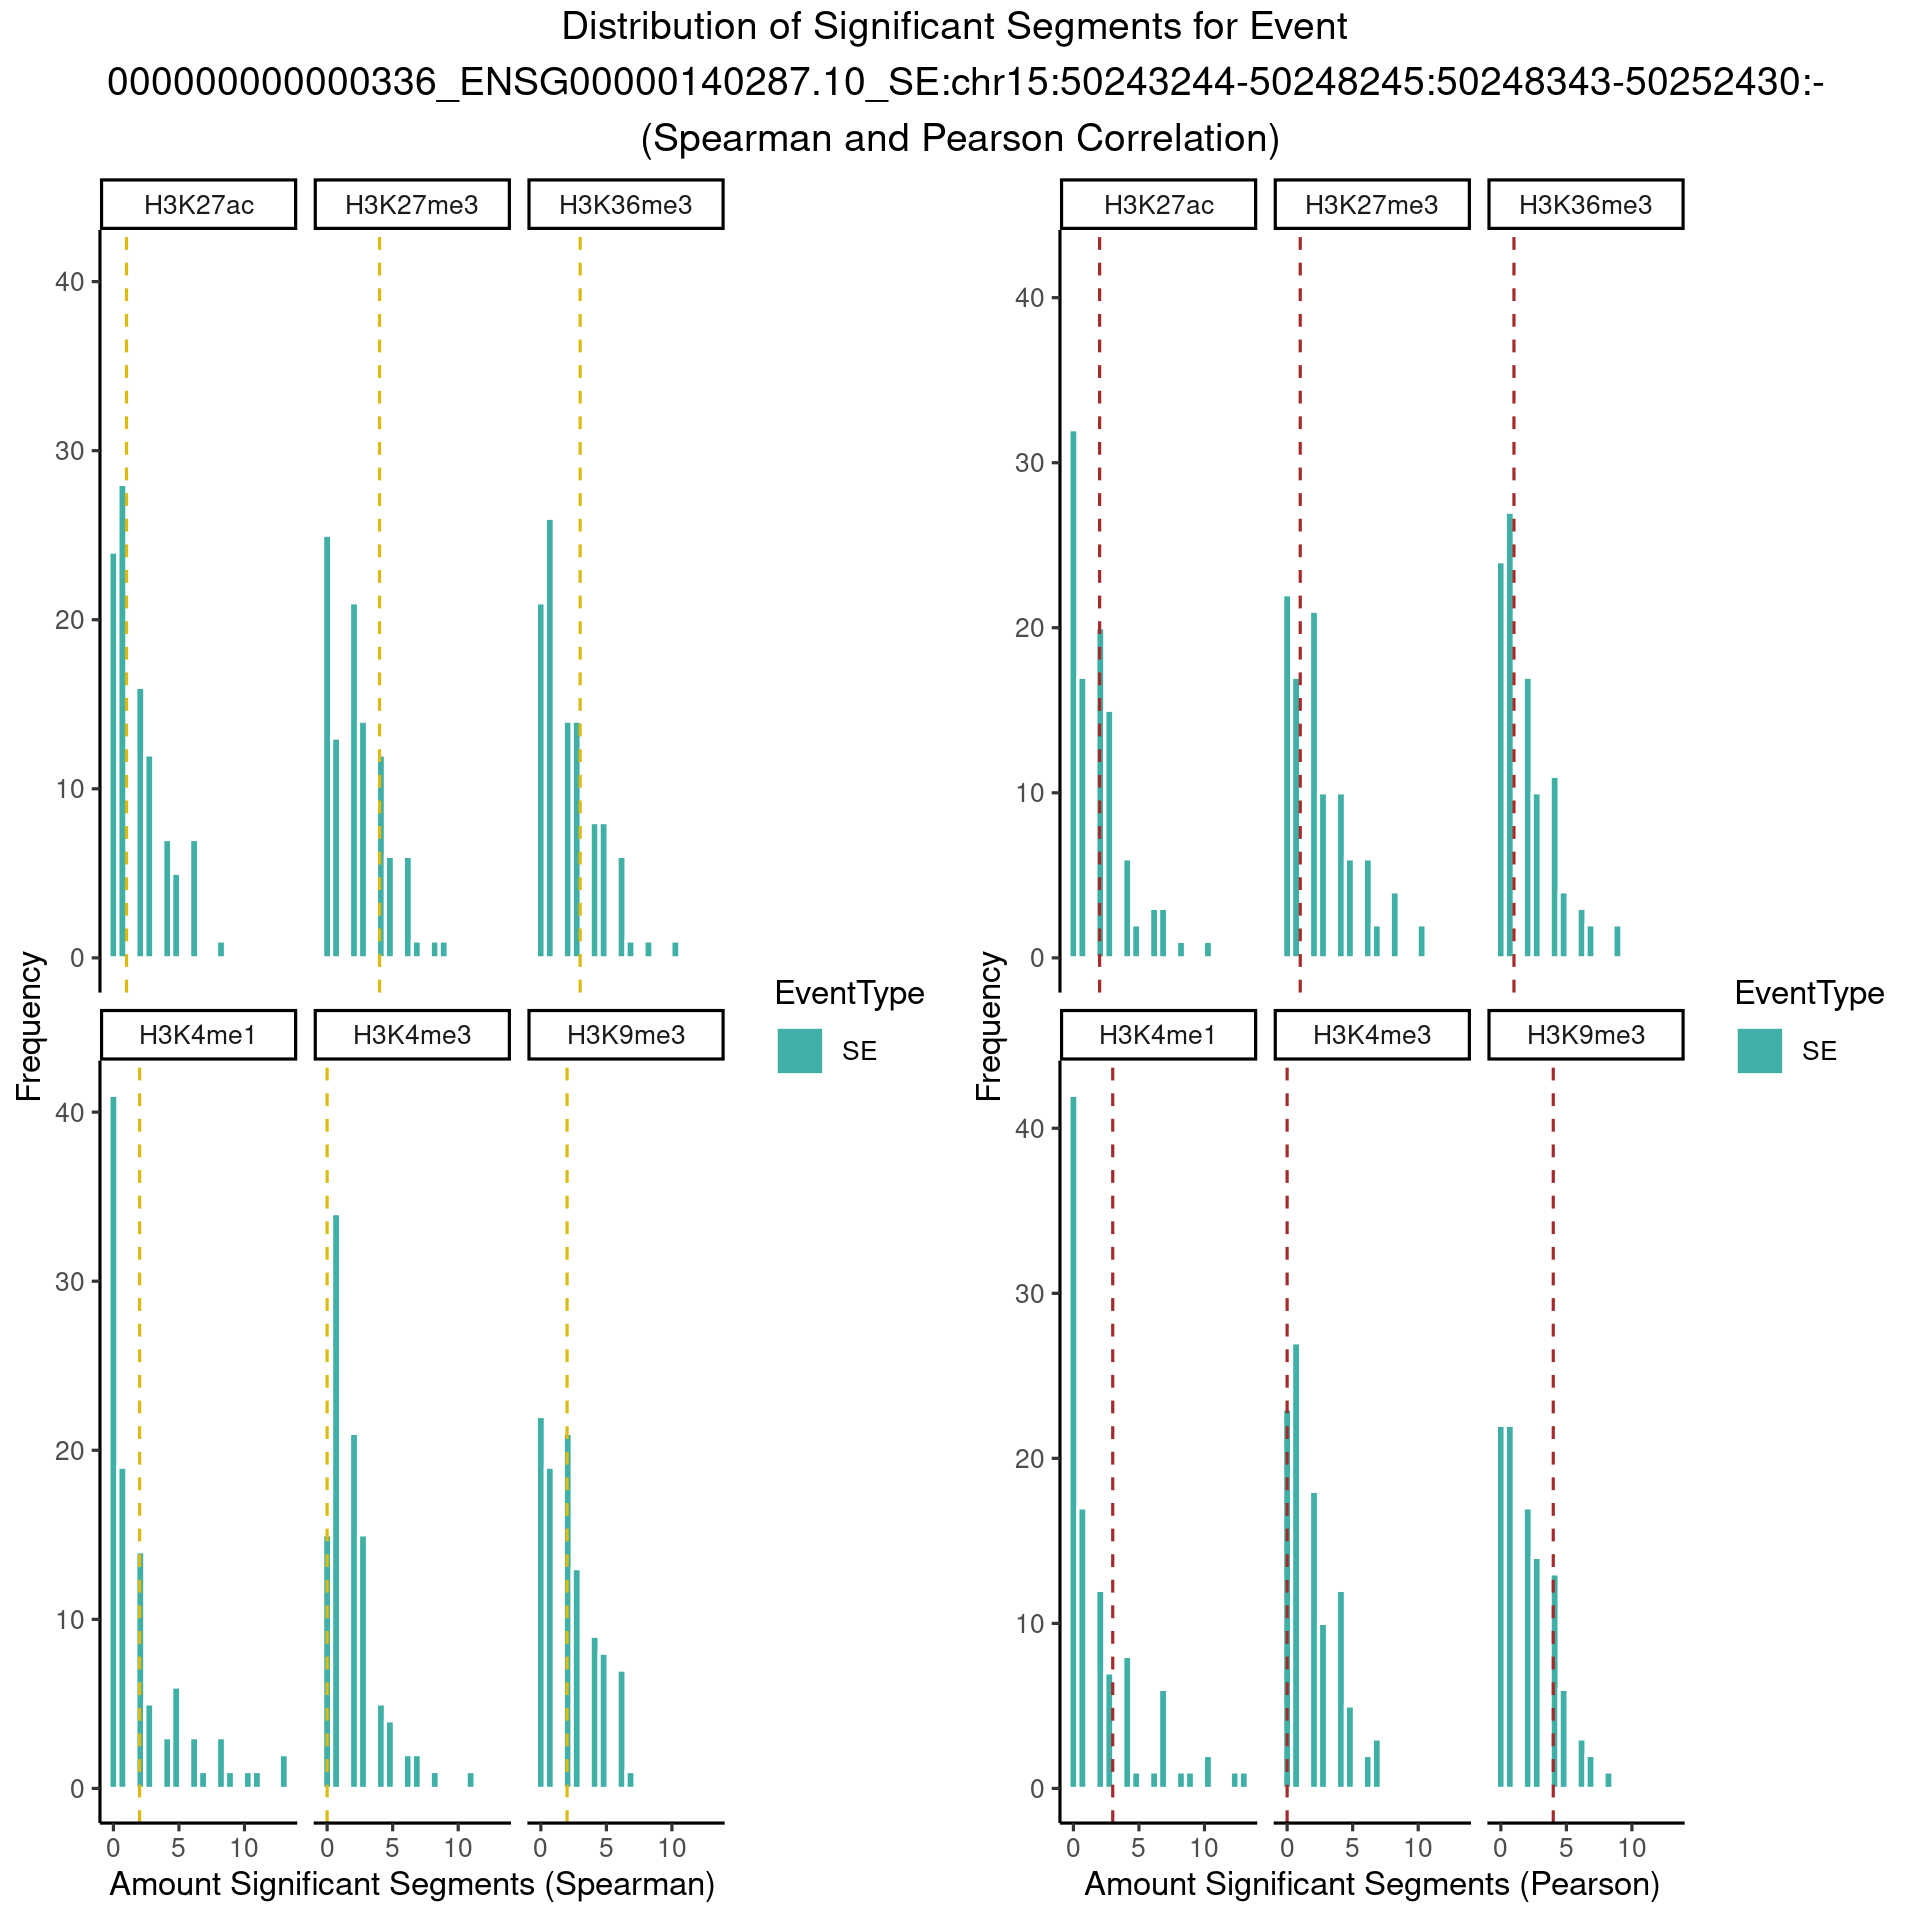 Distribution of Significant Segments for Event
000000000000336_ENSG00000140287.10_SE:chr15:50243244-50248245:50248343-50252430:-
(Spearman and Pearson Correlation)
H3K27ac
H3K27me3
H3K36me3
40
30
20
10
0
H3K4me1
H3K4me3
H3K9me3
40
30
20
10
0
0
5
10
0
5
10
0
5
10
Frequency
Amount Significant Segments (Spearman)
EventType
SE
H3K27ac
H3K27me3
H3K36me3
40
30
20
10
0
H3K4me1
H3K4me3
H3K9me3
40
30
20
10
0
0
5
10
0
5
10
0
5
10
Frequency
Amount Significant Segments (Pearson)
EventType
SE